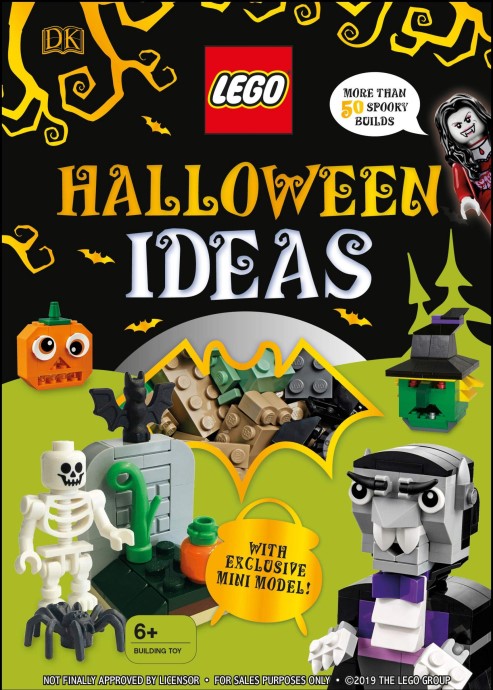 DK
LEGO
MORE THAN
50 SPOOKY
BUILDS
HALLOWEEN
IDEAS
WITH
EXCLUSIVE
MINI MODEL!
6+
BUILDING TOY
NOT FINALLY APPROVED BY LICENSOR • FOR SALES PURPOSES ONLY • ©2019 THE LEGO GROUP